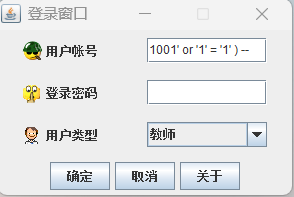 登录窗口
用户帐号 1001' or '1' = '1' ) --
登录密码
用户类型 教师
确定 取消 关于